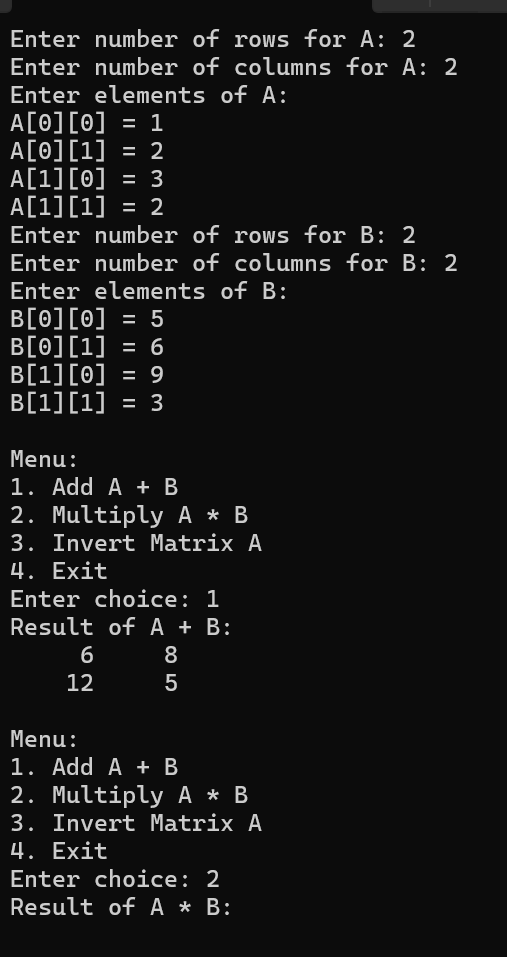 Enter number of rows for A: 2
Enter number of columns for A: 2
Enter elements of A:
A[0][0] = 1
A[0][1] = 2
A[1][0] = 3
A[1][1] = 2
Enter number of rows for B: 2
Enter number of columns for B: 2
Enter elements of B:
B[0][0] = 5
B[0][1] = 6
B[1][0] = 9
B[1][1] = 3

Menu:
1. Add A + B
2. Multiply A * B
3. Invert Matrix A
4. Exit
Enter choice: 1
Result of A + B:
     6     8
    12     5

Menu:
1. Add A + B
2. Multiply A * B
3. Invert Matrix A
4. Exit
Enter choice: 2
Result of A * B: